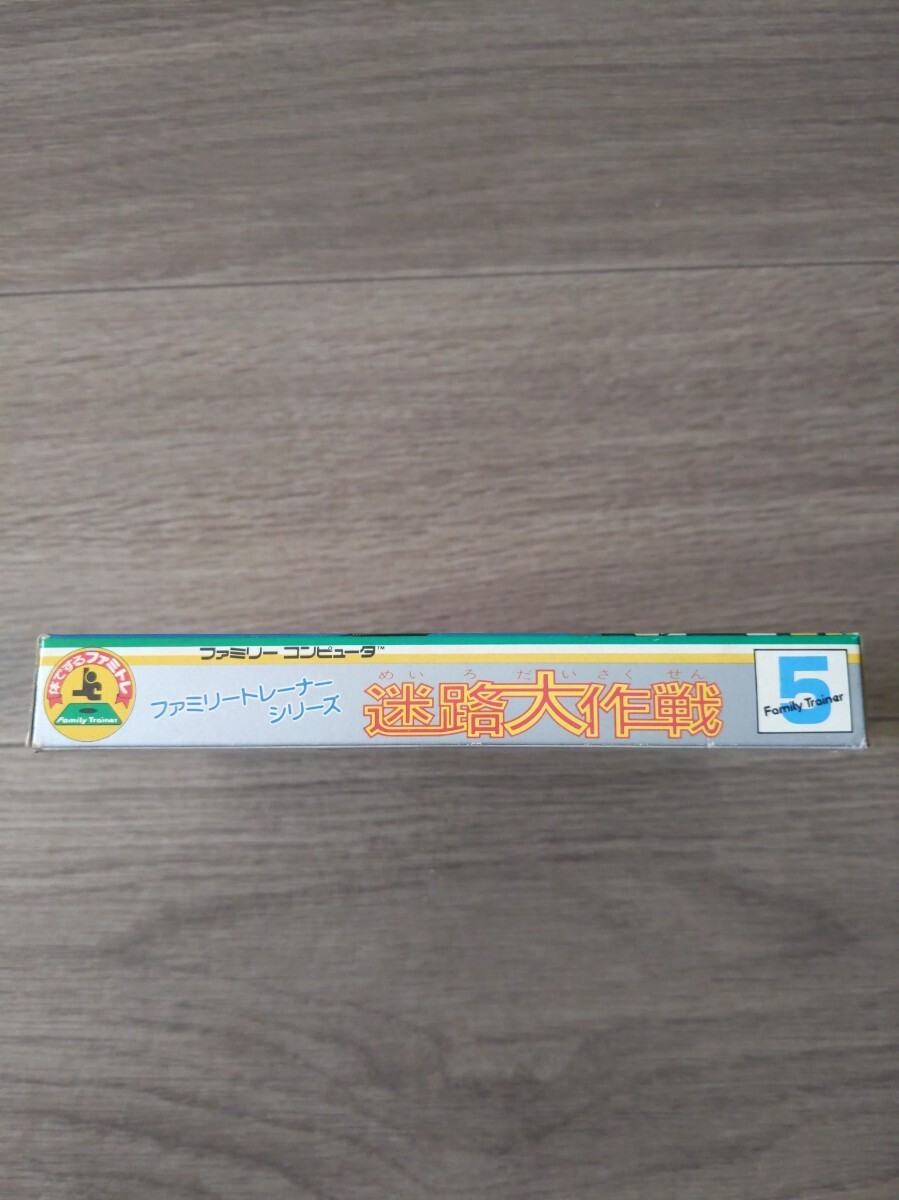 体でするファミトレ
Family Trainer
ファミリー コンピュータ™
ファミリートレーナー
シリーズ
めいろだいさくせん
迷路大作戦
5
Family Trainer